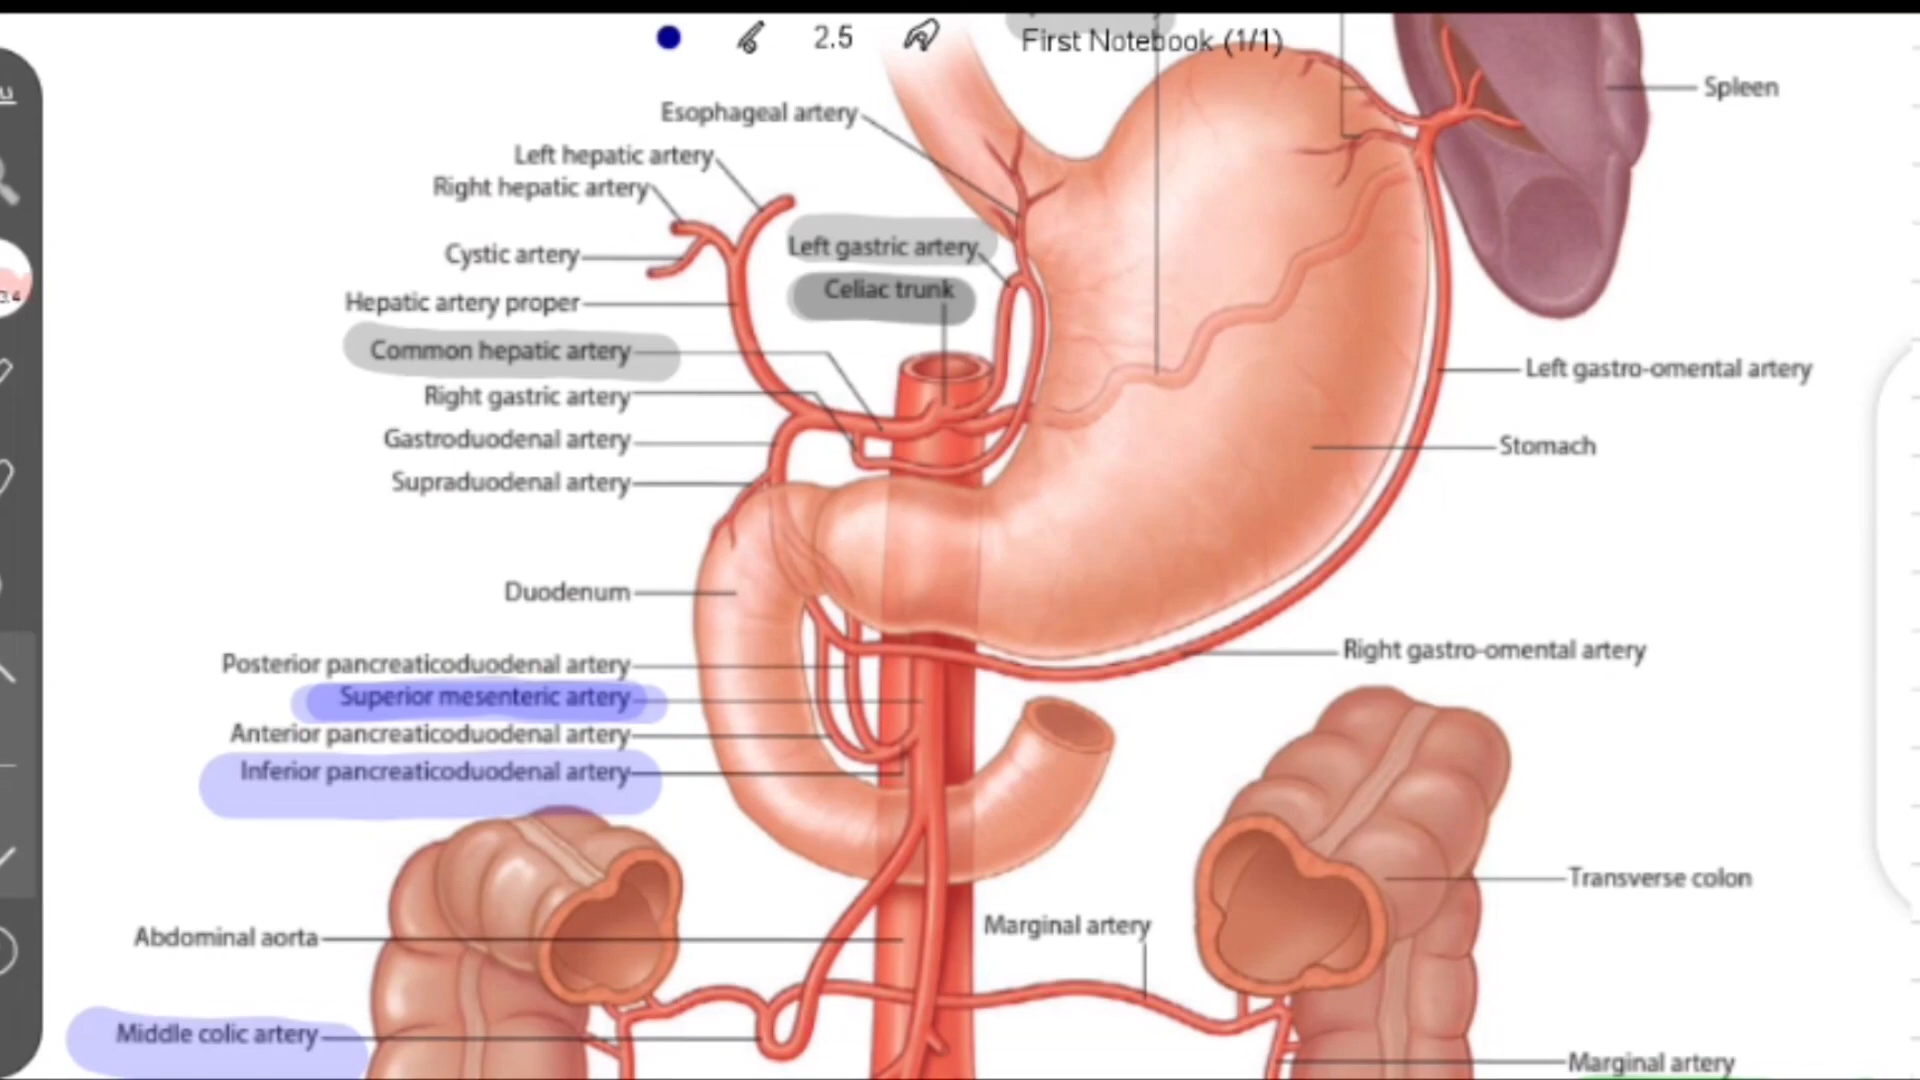 2.5
First Notebook (1/1)
Spleen
Esophageal artery
Left hepatic artery
Right hepatic artery
Left gastric artery
Cystic artery
Celiac trunk
Hepatic artery proper
Common hepatic artery
Left gastro-omental artery
Right gastric artery
Gastroduodenal artery
Stomach
Supraduodenal artery
Duodenum
Right gastro-omental artery
Posterior pancreaticoduodenal artery
Superior mesenteric artery
Anterior pancreaticoduodenal artery
Inferior pancreaticoduodenal artery
Transverse colon
Marginal artery
Abdominal aorta
Middle colic artery
Marginal artery